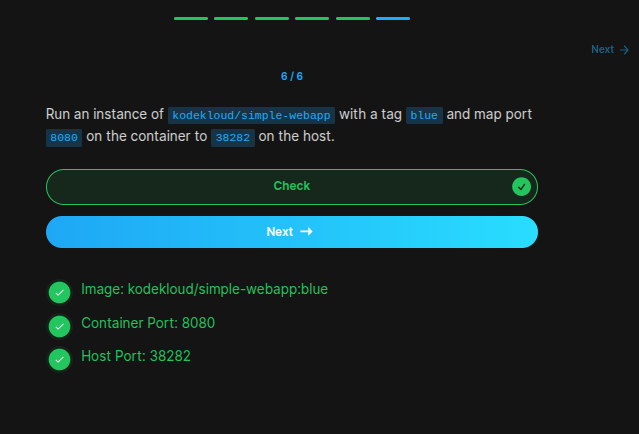 Next →
6 / 6
Run an instance of kodekloud/simple-webapp with a tag blue and map port
8080 on the container to 38282 on the host.
Check
Next →
Image: kodekloud/simple-webapp:blue
Container Port: 8080
Host Port: 38282